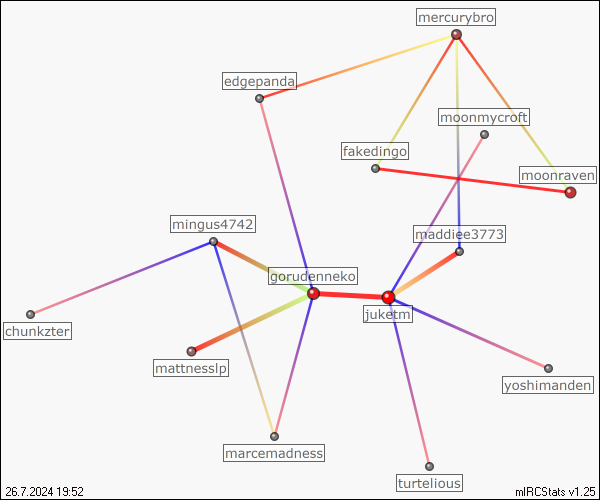 mercurybro
edgepanda
moonmycroft
fakedingo
moonraven
mingus4742
maddiee3773
gorudenneko
juketm
chunkzter
mattnesslp
yoshimanden
marcemadness
turtelious
26.7.2024 19:52
mIRCStats v1.25